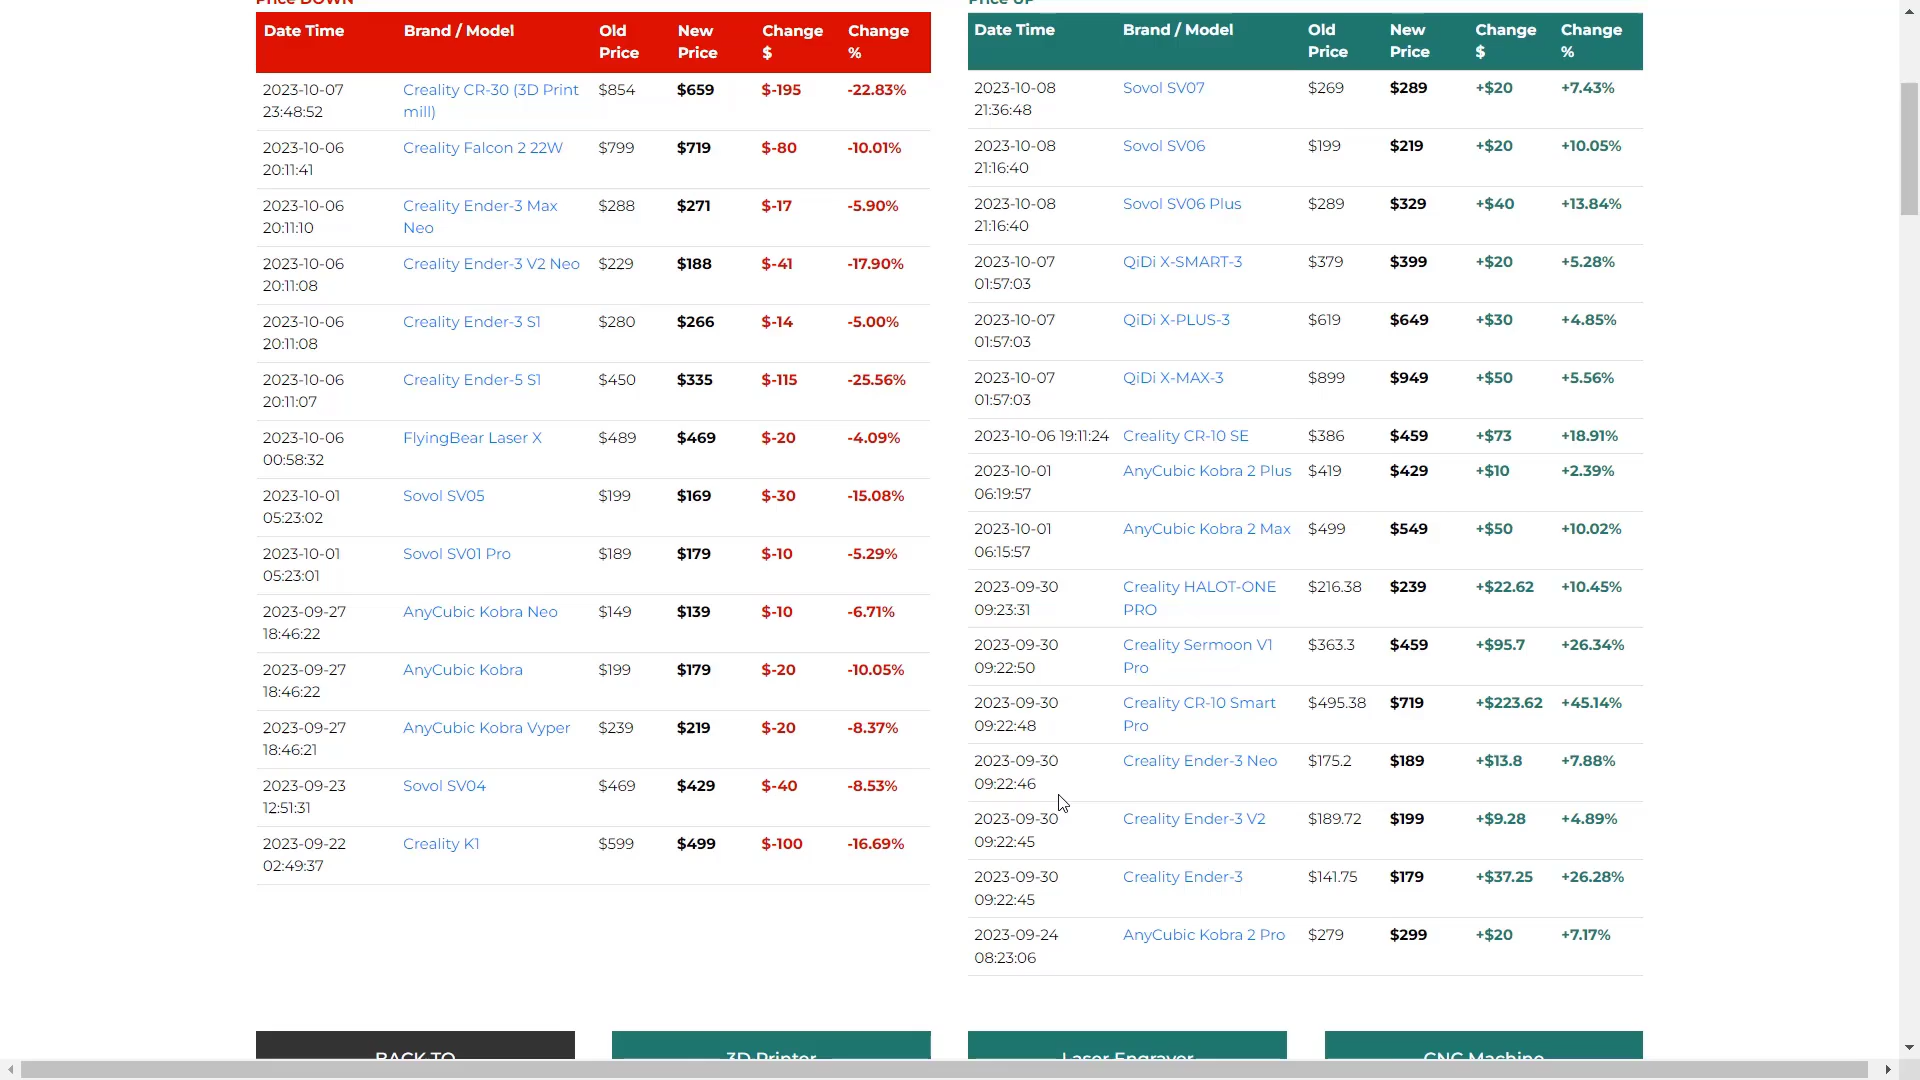 Price DOWN
Date Time Brand / Model Old Price New Price Change $ Change %
2023-10-07 23:48:52 Creality CR-30 (3D Print mill) $854 $659 $-195 -22.83%
2023-10-06 20:11:41 Creality Falcon 2 22W $799 $719 $-80 -10.01%
2023-10-06 20:11:10 Creality Ender-3 Max Neo $288 $271 $-17 -5.90%
2023-10-06 20:11:08 Creality Ender-3 V2 Neo $229 $188 $-41 -17.90%
2023-10-06 20:11:08 Creality Ender-3 S1 $280 $266 $-14 -5.00%
2023-10-06 20:11:07 Creality Ender-5 S1 $450 $335 $-115 -25.56%
2023-10-06 00:58:32 FlyingBear Laser X $489 $469 $-20 -4.09%
2023-10-01 05:23:02 Sovol SV05 $199 $169 $-30 -15.08%
2023-10-01 05:23:01 Sovol SV01 Pro $189 $179 $-10 -5.29%
2023-09-27 18:46:22 AnyCubic Kobra Neo $149 $139 $-10 -6.71%
2023-09-27 18:46:22 AnyCubic Kobra $199 $179 $-20 -10.05%
2023-09-27 18:46:21 AnyCubic Kobra Vyper $239 $219 $-20 -8.37%
2023-09-23 12:51:31 Sovol SV04 $469 $429 $-40 -8.53%
2023-09-22 02:49:37 Creality K1 $599 $499 $-100 -16.69%
Price UP
Date Time Brand / Model Old Price New Price Change $ Change %
2023-10-08 21:36:48 Sovol SV07 $269 $289 +$20 +7.43%
2023-10-08 21:16:40 Sovol SV06 $199 $219 +$20 +10.05%
2023-10-08 21:16:40 Sovol SV06 Plus $289 $329 +$40 +13.84%
2023-10-07 01:57:03 QiDi X-SMART-3 $379 $399 +$20 +5.28%
2023-10-07 01:57:03 QiDi X-PLUS-3 $619 $649 +$30 +4.85%
2023-10-07 01:57:03 QiDi X-MAX-3 $899 $949 +$50 +5.56%
2023-10-06 19:11:24 Creality CR-10 SE $386 $459 +$73 +18.91%
2023-10-01 06:19:57 AnyCubic Kobra 2 Plus $419 $429 +$10 +2.39%
2023-10-01 06:15:57 AnyCubic Kobra 2 Max $499 $549 +$50 +10.02%
2023-09-30 09:23:31 Creality HALOT-ONE PRO $216.38 $239 +$22.62 +10.45%
2023-09-30 09:22:50 Creality Sermoon V1 Pro $363.3 $459 +$95.7 +26.34%
2023-09-30 09:22:48 Creality CR-10 Smart Pro $495.38 $719 +$223.62 +45.14%
2023-09-30 09:22:46 Creality Ender-3 Neo $175.2 $189 +$13.8 +7.88%
2023-09-30 09:22:45 Creality Ender-3 V2 $189.72 $199 +$9.28 +4.89%
2023-09-30 09:22:45 Creality Ender-3 $141.75 $179 +$37.25 +26.28%
2023-09-24 08:23:06 AnyCubic Kobra 2 Pro $279 $299 +$20 +7.17%
BACK TO
3D Printer
Laser Engraver
CNC Machine